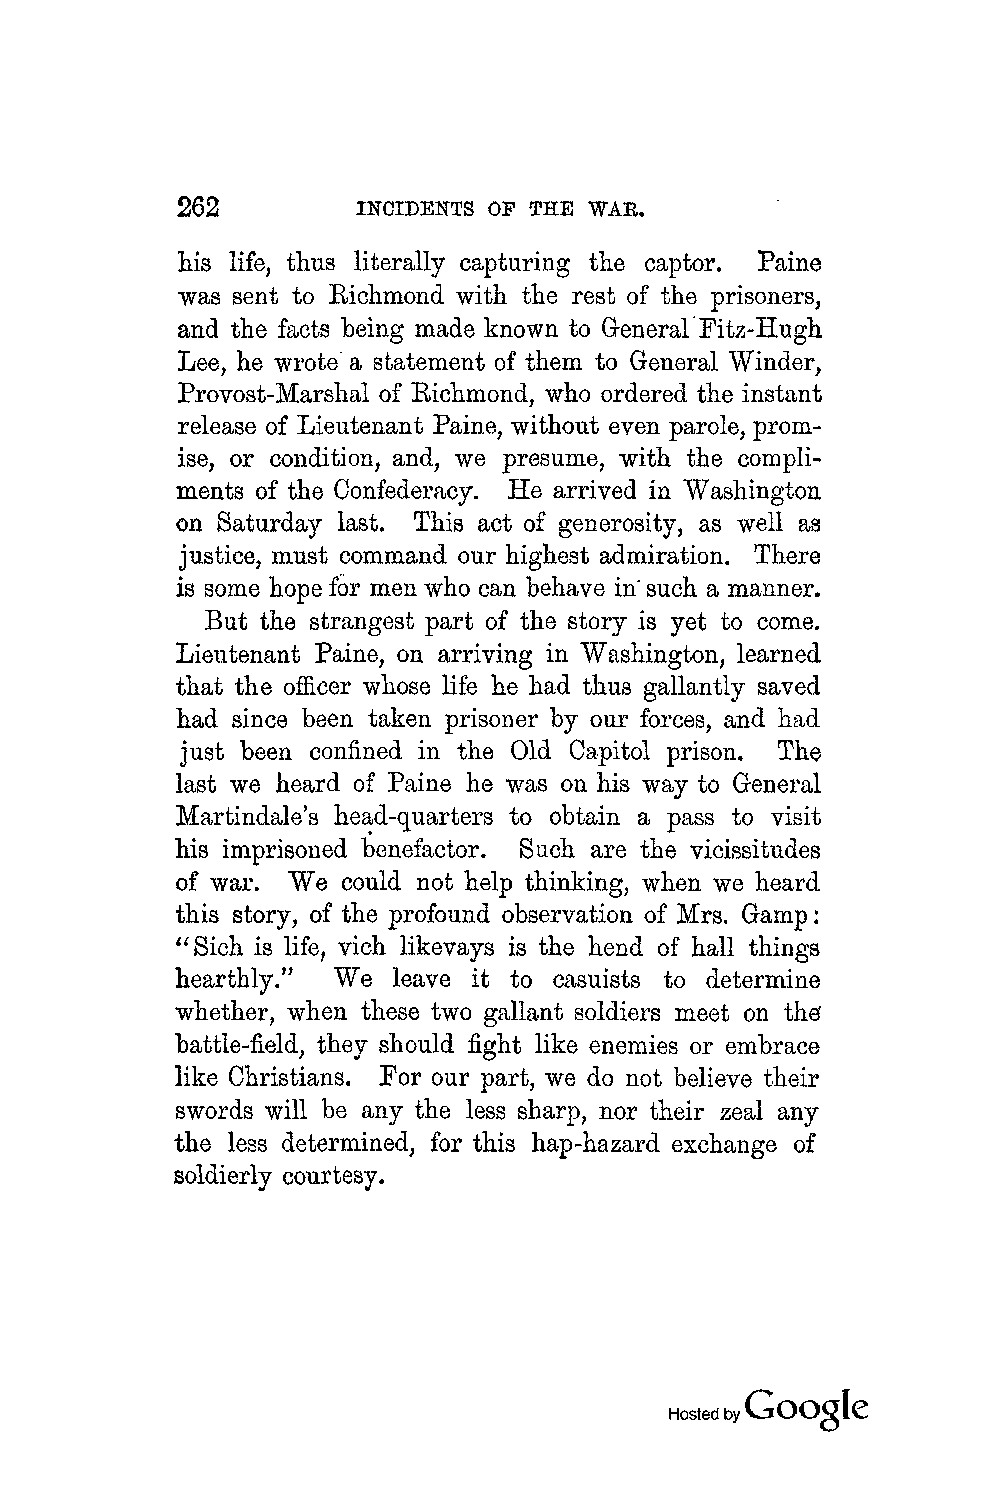 262 INCIDENTS OF THE WAR.
his life, thus literally capturing the captor. Paine
was sent to Richmond with the rest of the prisoners,
and the facts being made known to General Fitz-Hugh
Lee, he wrote a statement of them to General Winder,
Provost-Marshal of Richmond, who ordered the instant
release of Lieutenant Paine, without even parole, prom-
ise, or condition, and, we presume, with the compli-
ments of the Confederacy. He arrived in Washington
on Saturday last. This act of generosity, as well as
justice, must command our highest admiration. There
is some hope for men who can behave in such a manner.
But the strangest part of the story is yet to come.
Lieutenant Paine, on arriving in Washington, learned
that the officer whose life he had thus gallantly saved
had since been taken prisoner by our forces, and had
just been confined in the Old Capitol prison. The
last we heard of Paine he was on his way to General
Martindale's head-quarters to obtain a pass to visit
his imprisoned benefactor. Such are the vicissitudes
of war. We could not help thinking, when we heard
this story, of the profound observation of Mrs. Gamp:
"Sich is life, vich likevays is the hend of hall things
hearthly." We leave it to casuists to determine
whether, when these two gallant soldiers meet on the
battle-field, they should fight like enemies or embrace
like Christians. For our part, we do not believe their
swords will be any the less sharp, nor their zeal any
the less determined, for this hap-hazard exchange of
soldierly courtesy.
Hosted by Google